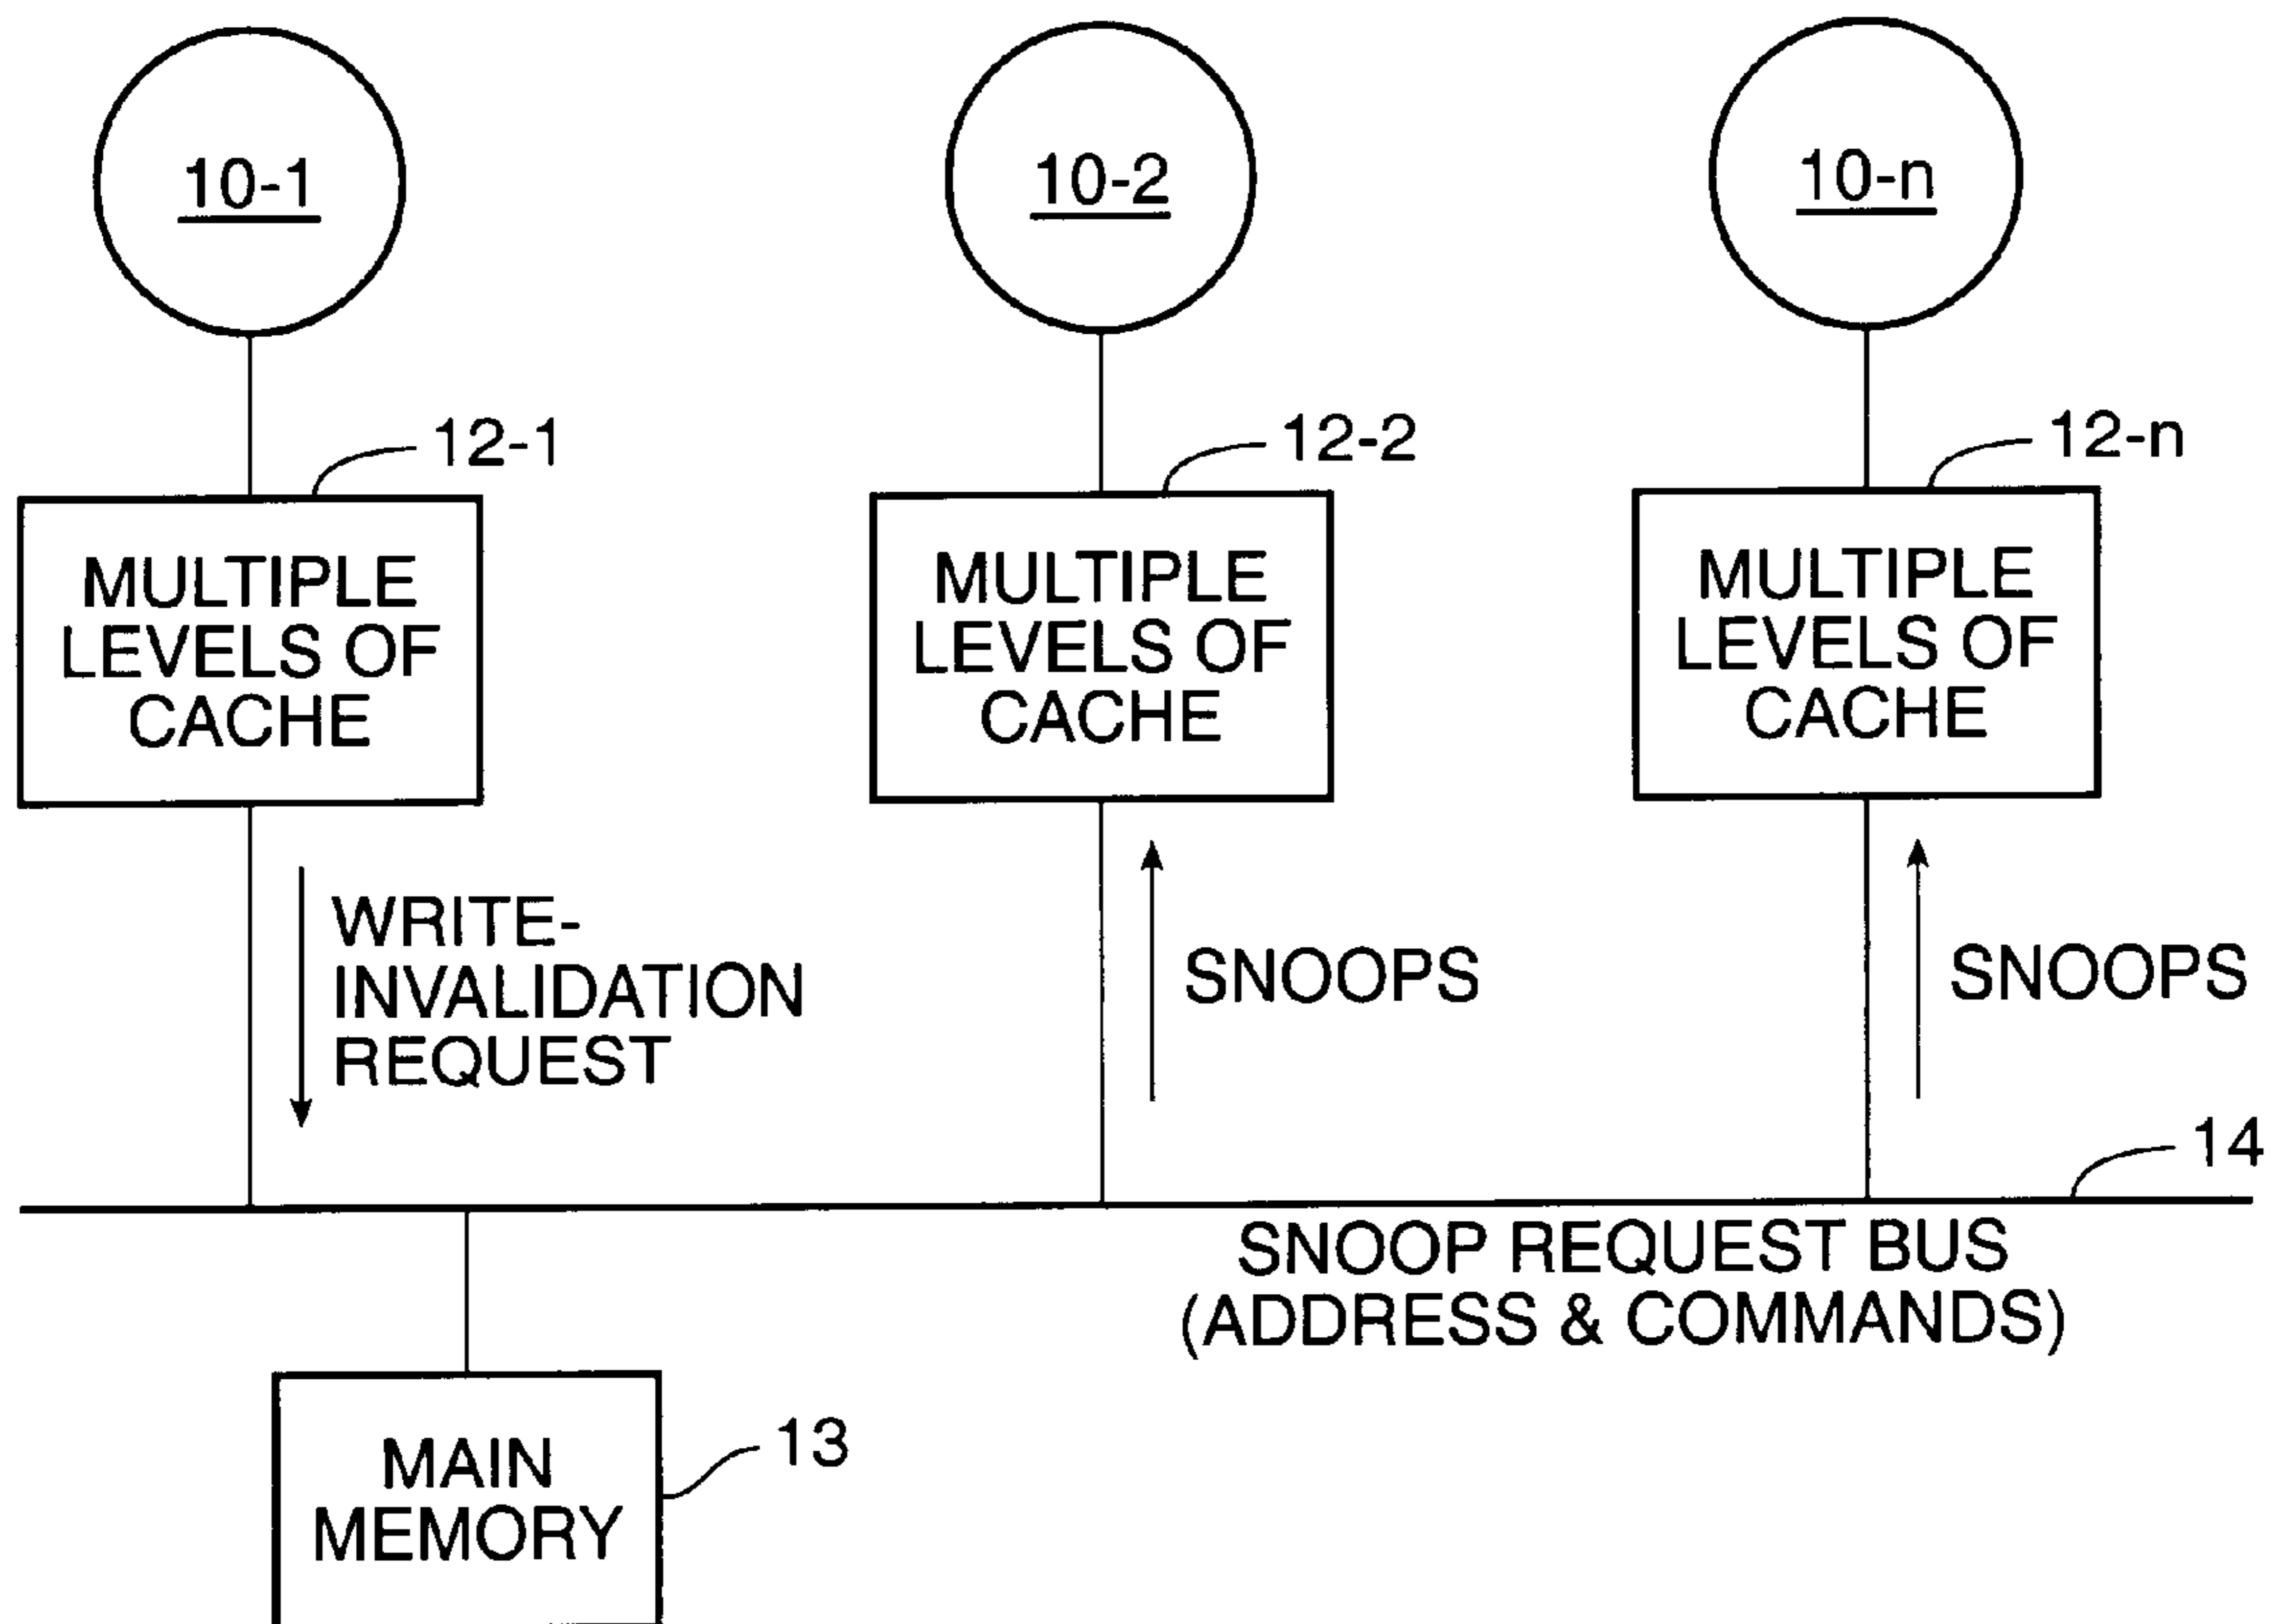 10-1
10-2
10-n
12-1
12-2
12-n
MULTIPLE
LEVELS OF
CACHE
MULTIPLE
LEVELS OF
CACHE
MULTIPLE
LEVELS OF
CACHE
WRITE-
INVALIDATION
REQUEST
SNOOPS
SNOOPS
14
SNOOP REQUEST BUS
(ADDRESS & COMMANDS)
MAIN
MEMORY
13